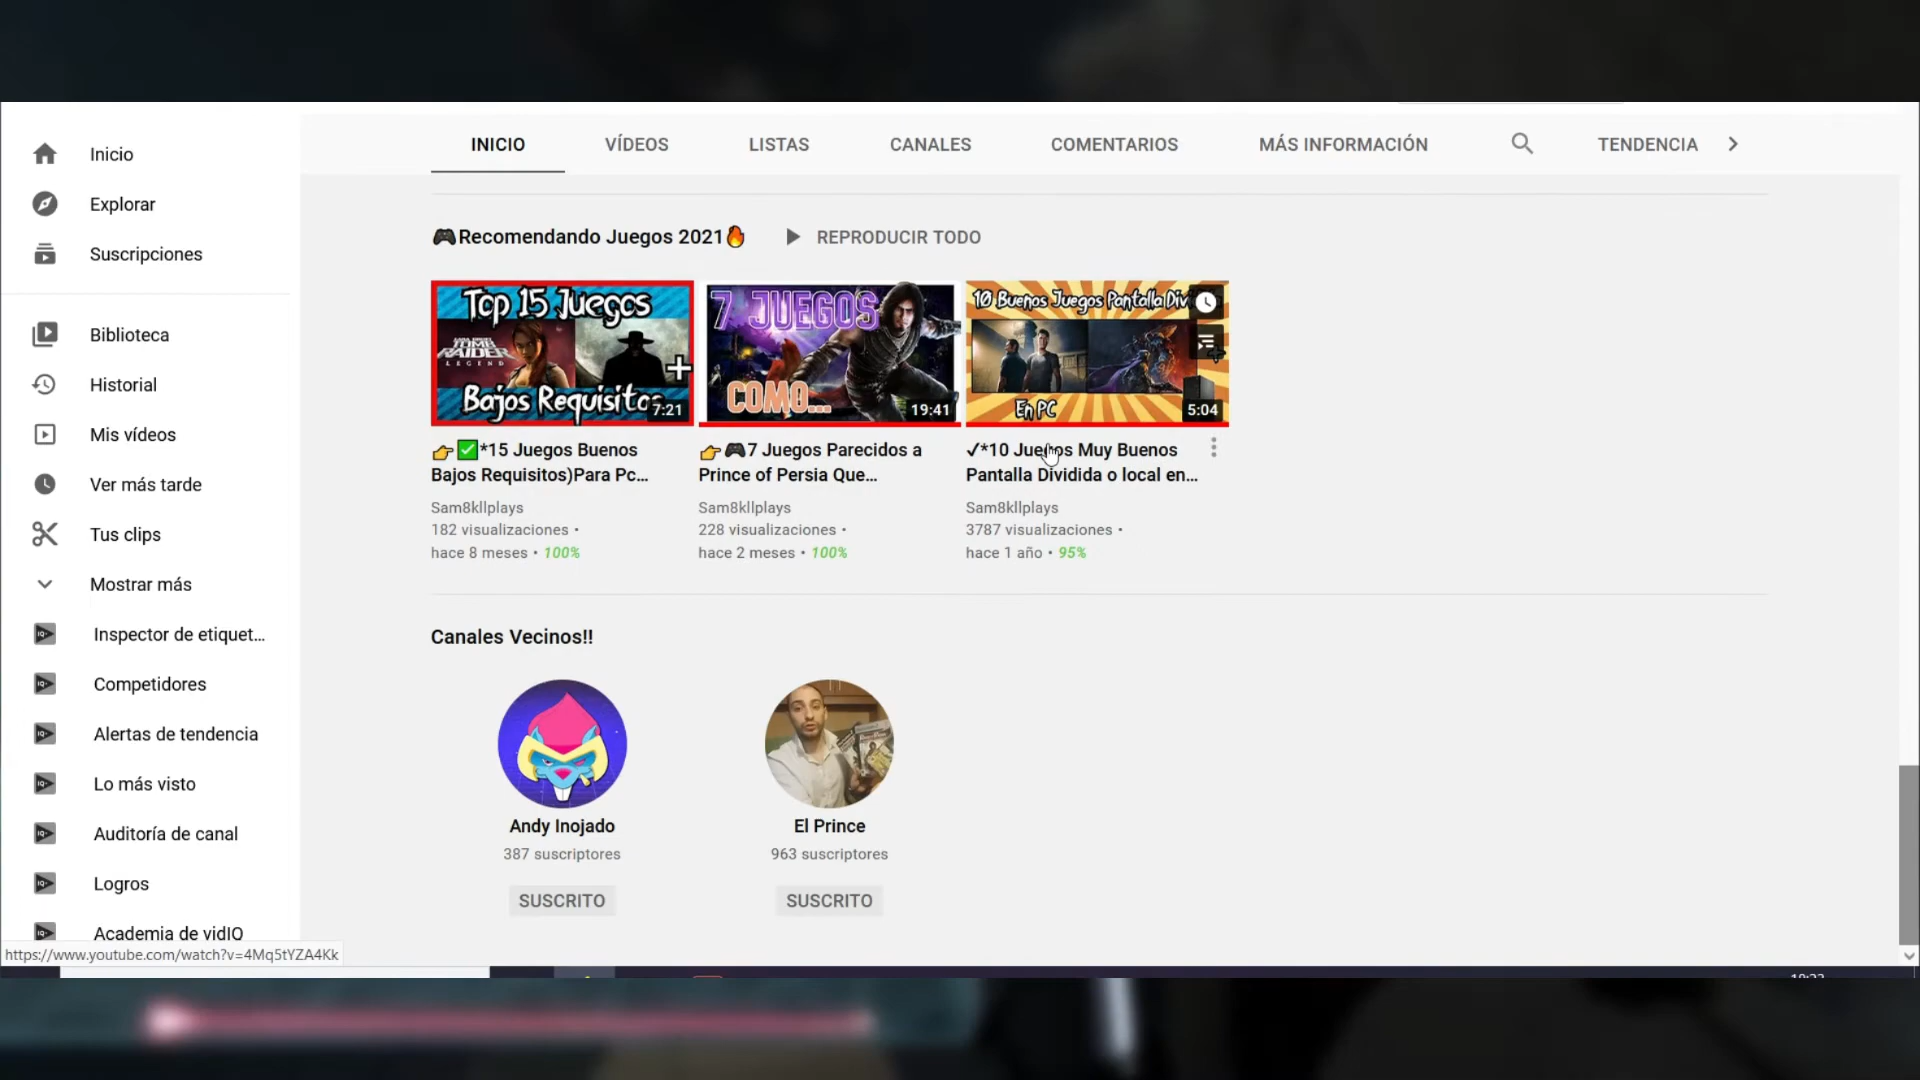 Inicio
Explorar
Suscripciones
Biblioteca
Historial
Mis vídeos
Ver más tarde
Tus clips
Mostrar más
Inspector de etiquet...
Competidores
Alertas de tendencia
Lo más visto
Auditoría de canal
Logros
Academia de vidIQ
https://www.youtube.com/watch?v=4Mq5tYZA4Kk
INICIO VÍDEOS LISTAS CANALES COMENTARIOS MÁS INFORMACIÓN TENDENCIA
🎮Recomendando Juegos 2021🔥 REPRODUCIR TODO
Top 15 Juegos
TOMB RAIDER
LEGEND
Bajos Requisitos
7:21
👉✅*15 Juegos Buenos
Bajos Requisitos)Para Pc...
Sam8kllplays
182 visualizaciones •
hace 8 meses • 100%
7 JUEGOS
COMO...
19:41
👉🎮7 Juegos Parecidos a
Prince of Persia Que...
Sam8kllplays
228 visualizaciones •
hace 2 meses • 100%
10 Buenos Juegos Pantalla Div
En PC
5:04
✓*10 Juegos Muy Buenos
Pantalla Dividida o local en...
Sam8kllplays
3787 visualizaciones •
hace 1 año • 95%
Canales Vecinos!!
Andy Inojado
387 suscriptores
SUSCRITO
El Prince
963 suscriptores
SUSCRITO